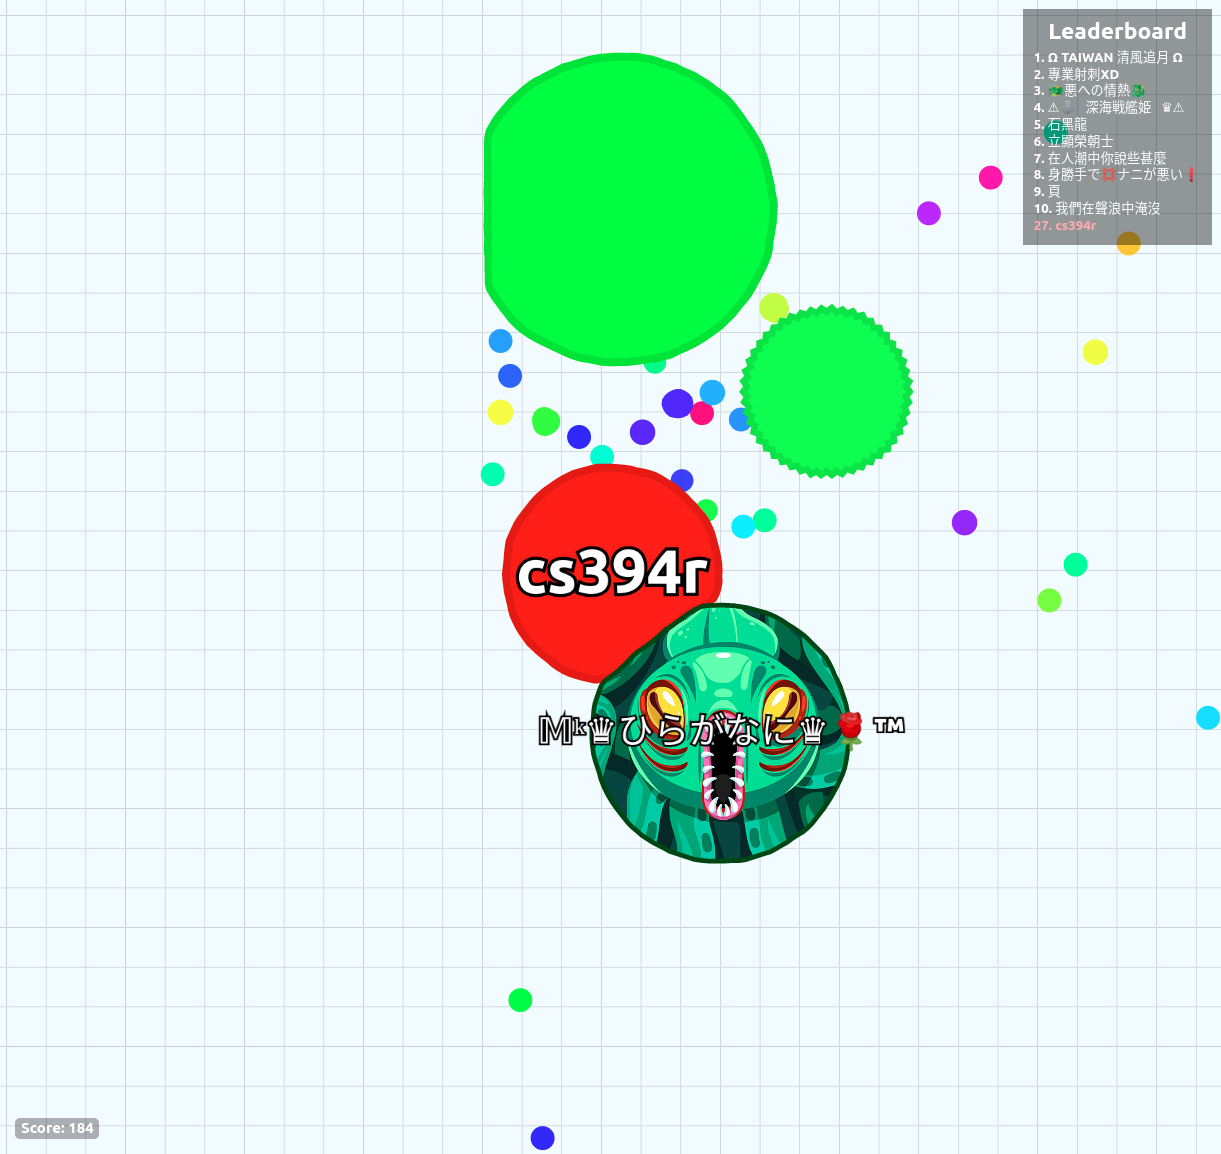 Leaderboard
1. Ω TAIWAN 清風追月 Ω
2. 專業射刺XD
3. 🐲悪への情熱🐉
4. ⚠⚓ 深海戦艦姫 ♛⚠
5. 石黑龍
6. 立顯榮朝士
7. 在人潮中你說些甚麼
8. 身勝手で💢ナニが悪い❗
9. 頁
10. 我們在聲浪中淹沒
27. cs394r
cs394r
𝕄ᵏ♛ひらがなに♛🌹™
Score: 184